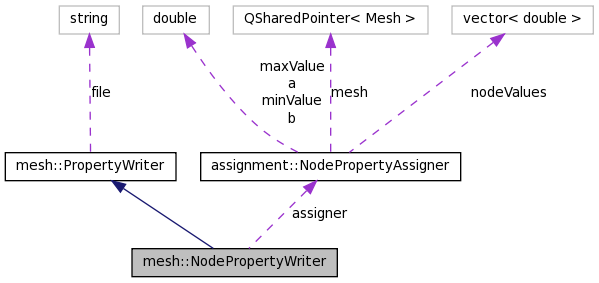 string
double
QSharedPointer< Mesh >
vector< double >
file
maxValue
a
minValue
b
mesh
nodeValues
mesh::PropertyWriter
assignment::NodePropertyAssigner
assigner
mesh::NodePropertyWriter